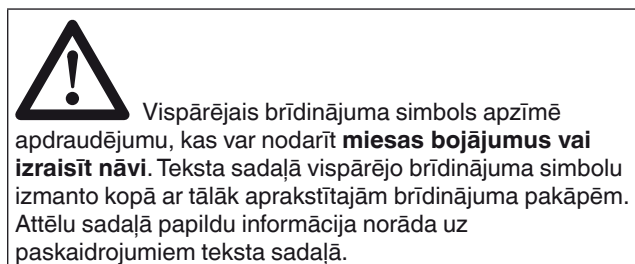 Vispārējais brīdinājuma simbols apzīmē
apdraudējumu, kas var nodarīt miesas bojājumus vai
izraisīt nāvi. Teksta sadaļā vispārējo brīdinājuma simbolu
izmanto kopā ar tālāk aprakstītajām brīdinājuma pakāpēm.
Attēlu sadaļā papildu informācija norāda uz
paskaidrojumiem teksta sadaļā.